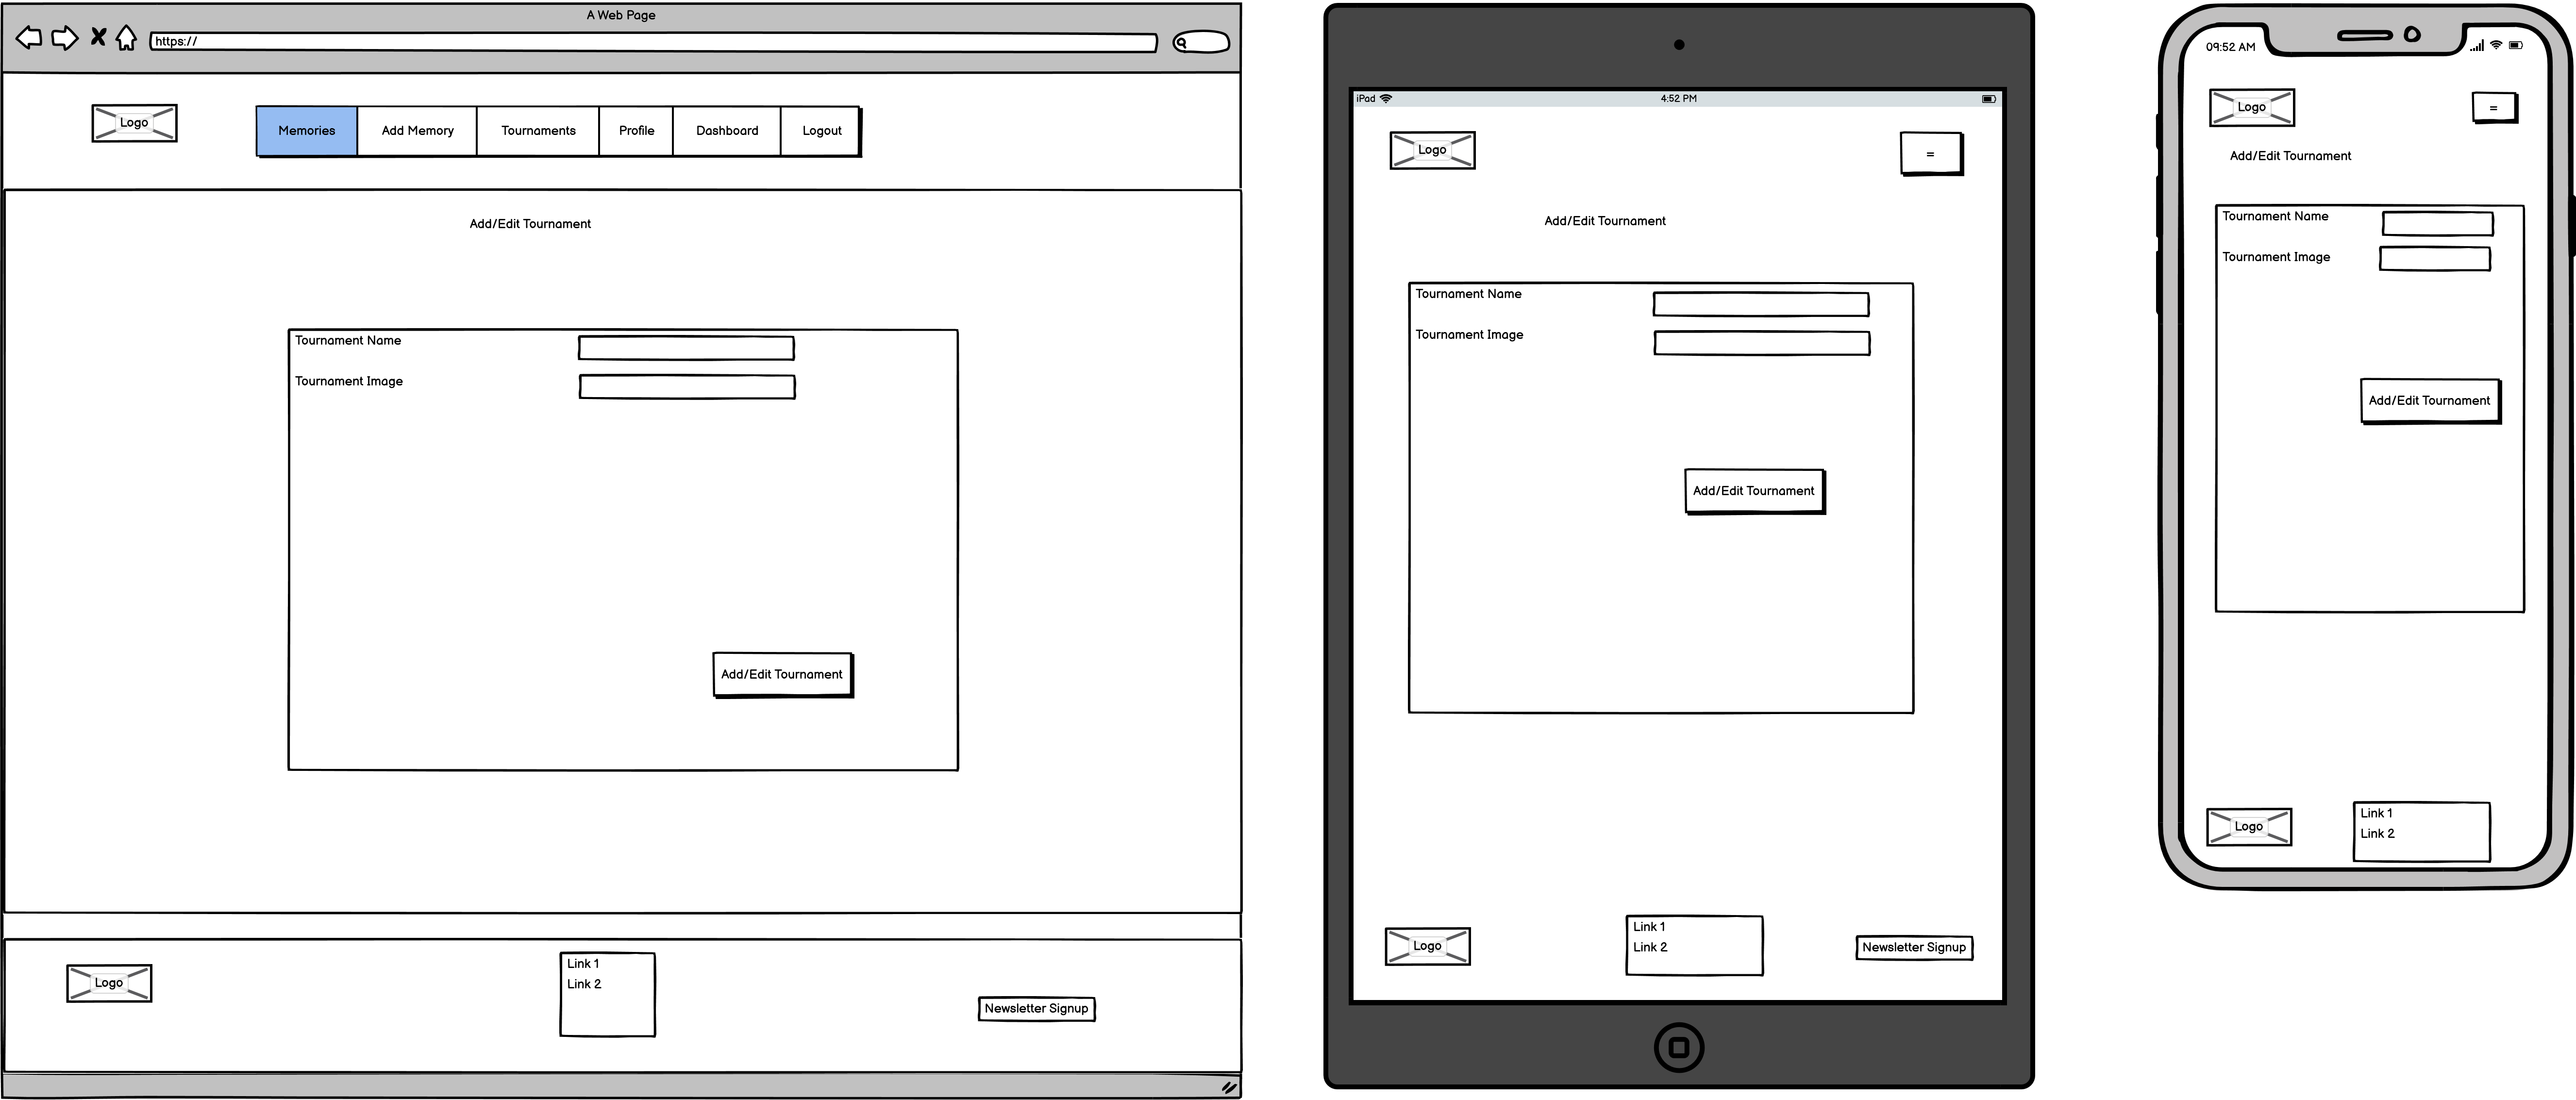 A Web Page
https://
Logo
Memories Add Memory Tournaments Profile Dashboard Logout
Add/Edit Tournament
Tournament Name
Tournament Image
Add/Edit Tournament
Logo
Link 1
Link 2
Newsletter Signup
iPad 4:52 PM
Logo
=
Add/Edit Tournament
Tournament Name
Tournament Image
Add/Edit Tournament
Logo
Link 1
Link 2
Newsletter Signup
09:52 AM
Logo
=
Add/Edit Tournament
Tournament Name
Tournament Image
Add/Edit Tournament
Logo
Link 1
Link 2